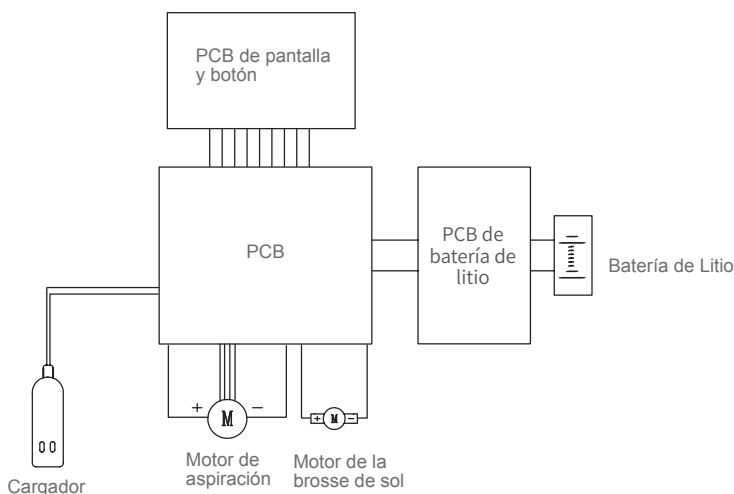 PCB de pantalla
y botón
PCB
PCB de
batería de
litio
Batería de Litio
+ M −
+ M −
Motor de
aspiración
Motor de la
brosse de sol
Cargador